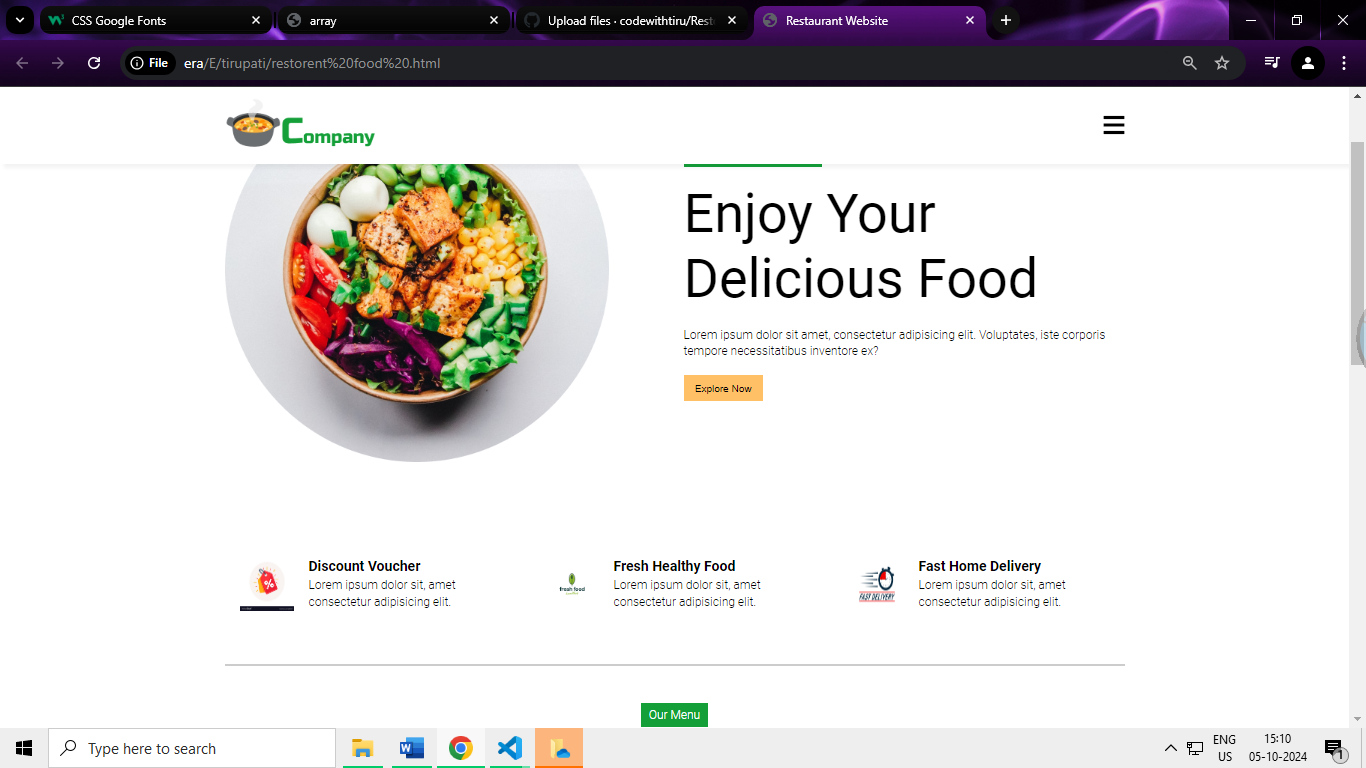 CSS Google Fonts
array
Upload files · codewithtiru/Rest
Restaurant Website
File
era/E/tirupati/restorent%20food%20.html
Company
Enjoy Your
Delicious Food
Lorem ipsum dolor sit amet, consectetur adipisicing elit. Voluptates, iste corporis
tempore necessitatibus inventore ex?
Explore Now
Discount Voucher
Lorem ipsum dolor sit, amet
consectetur adipisicing elit.
fresh food
Fresh Healthy Food
Lorem ipsum dolor sit, amet
consectetur adipisicing elit.
FAST DELIVERY
Fast Home Delivery
Lorem ipsum dolor sit, amet
consectetur adipisicing elit.
Our Menu
Type here to search
ENG
US
15:10
05-10-2024
1